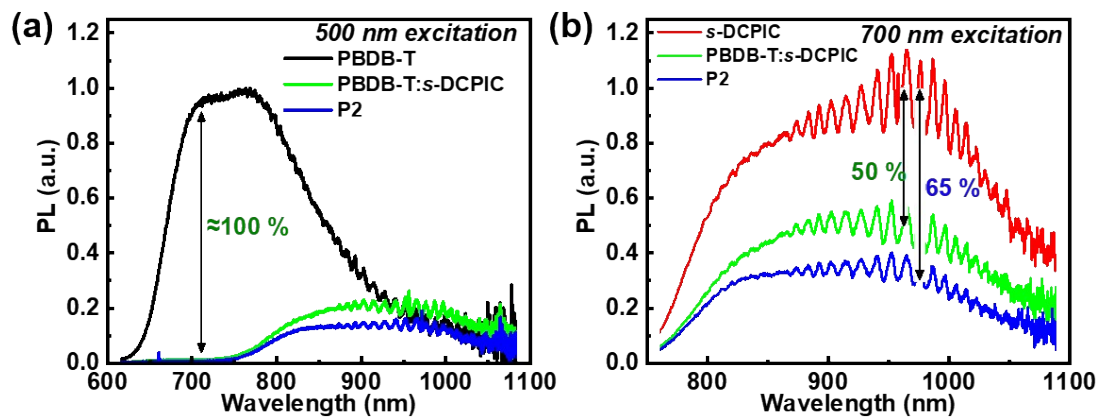 (a)
500 nm excitation
PBDB-T
PBDB-T:s-DCPIC
P2
≈100 %
PL (a.u.)
1.2
1.0
0.8
0.6
0.4
0.2
0.0
600 700 800 900 1000 1100
Wavelength (nm)
(b)
s-DCPIC
700 nm excitation
PBDB-T:s-DCPIC
P2
50 %
65 %
PL (a.u.)
1.2
1.0
0.8
0.6
0.4
0.2
0.0
800 900 1000 1100
Wavelength (nm)